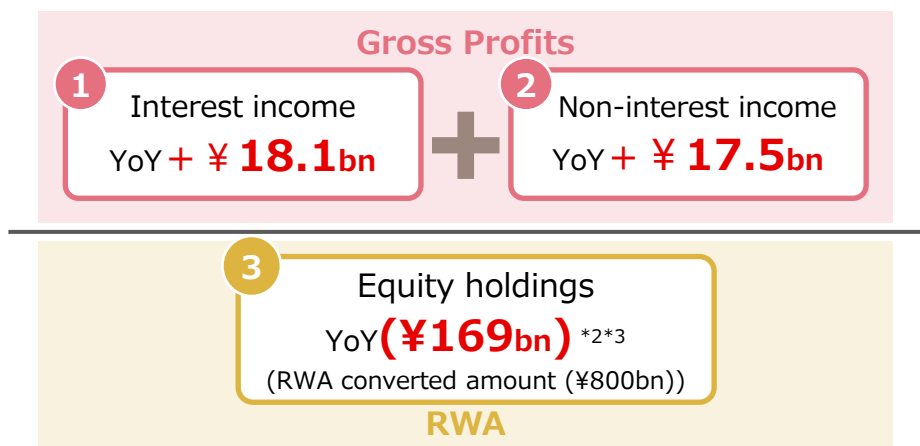 Gross Profits
1
Interest income
YoY + ¥ 18.1bn
+
2
Non-interest income
YoY + ¥ 17.5bn
3
Equity holdings
YoY(¥169bn) *2*3
(RWA converted amount (¥800bn))
RWA